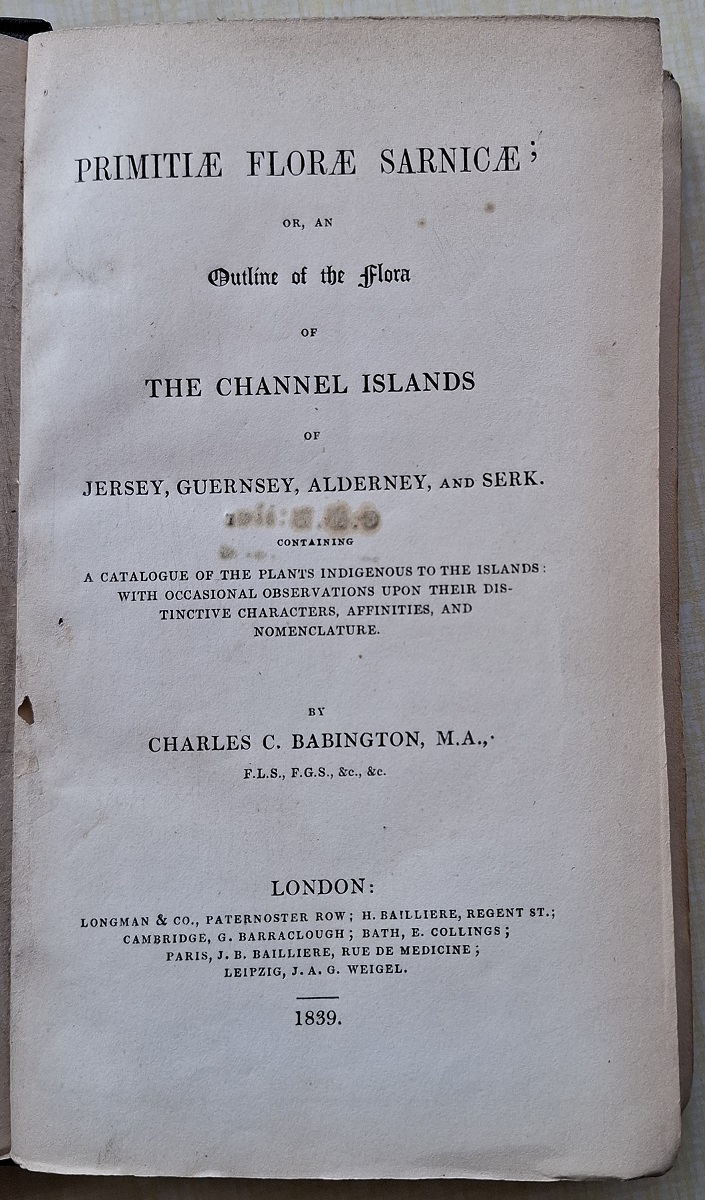 PRIMITIÆ FLORÆ SARNICÆ;
OR, AN
Outline of the Flora
OF
THE CHANNEL ISLANDS
OF
JERSEY, GUERNSEY, ALDERNEY, AND SERK.
CONTAINING
A CATALOGUE OF THE PLANTS INDIGENOUS TO THE ISLANDS:
WITH OCCASIONAL OBSERVATIONS UPON THEIR DIS-
TINCTIVE CHARACTERS, AFFINITIES, AND
NOMENCLATURE.
BY
CHARLES C. BABINGTON, M.A.,
F.L.S., F.G.S., &c., &c.
LONDON:
LONGMAN & CO., PATERNOSTER ROW; H. BAILLIERE, REGENT ST.;
CAMBRIDGE, G. BARRACLOUGH; BATH, E. COLLINGS;
PARIS, J. B. BAILLIERE, RUE DE MEDICINE;
LEIPZIG, J. A. G. WEIGEL.
1839.